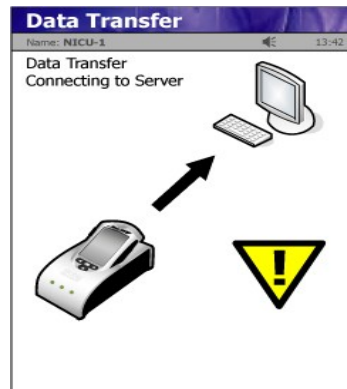 Data Transfer
Name: NICU-1 13:42
Data Transfer
Connecting to Server
!